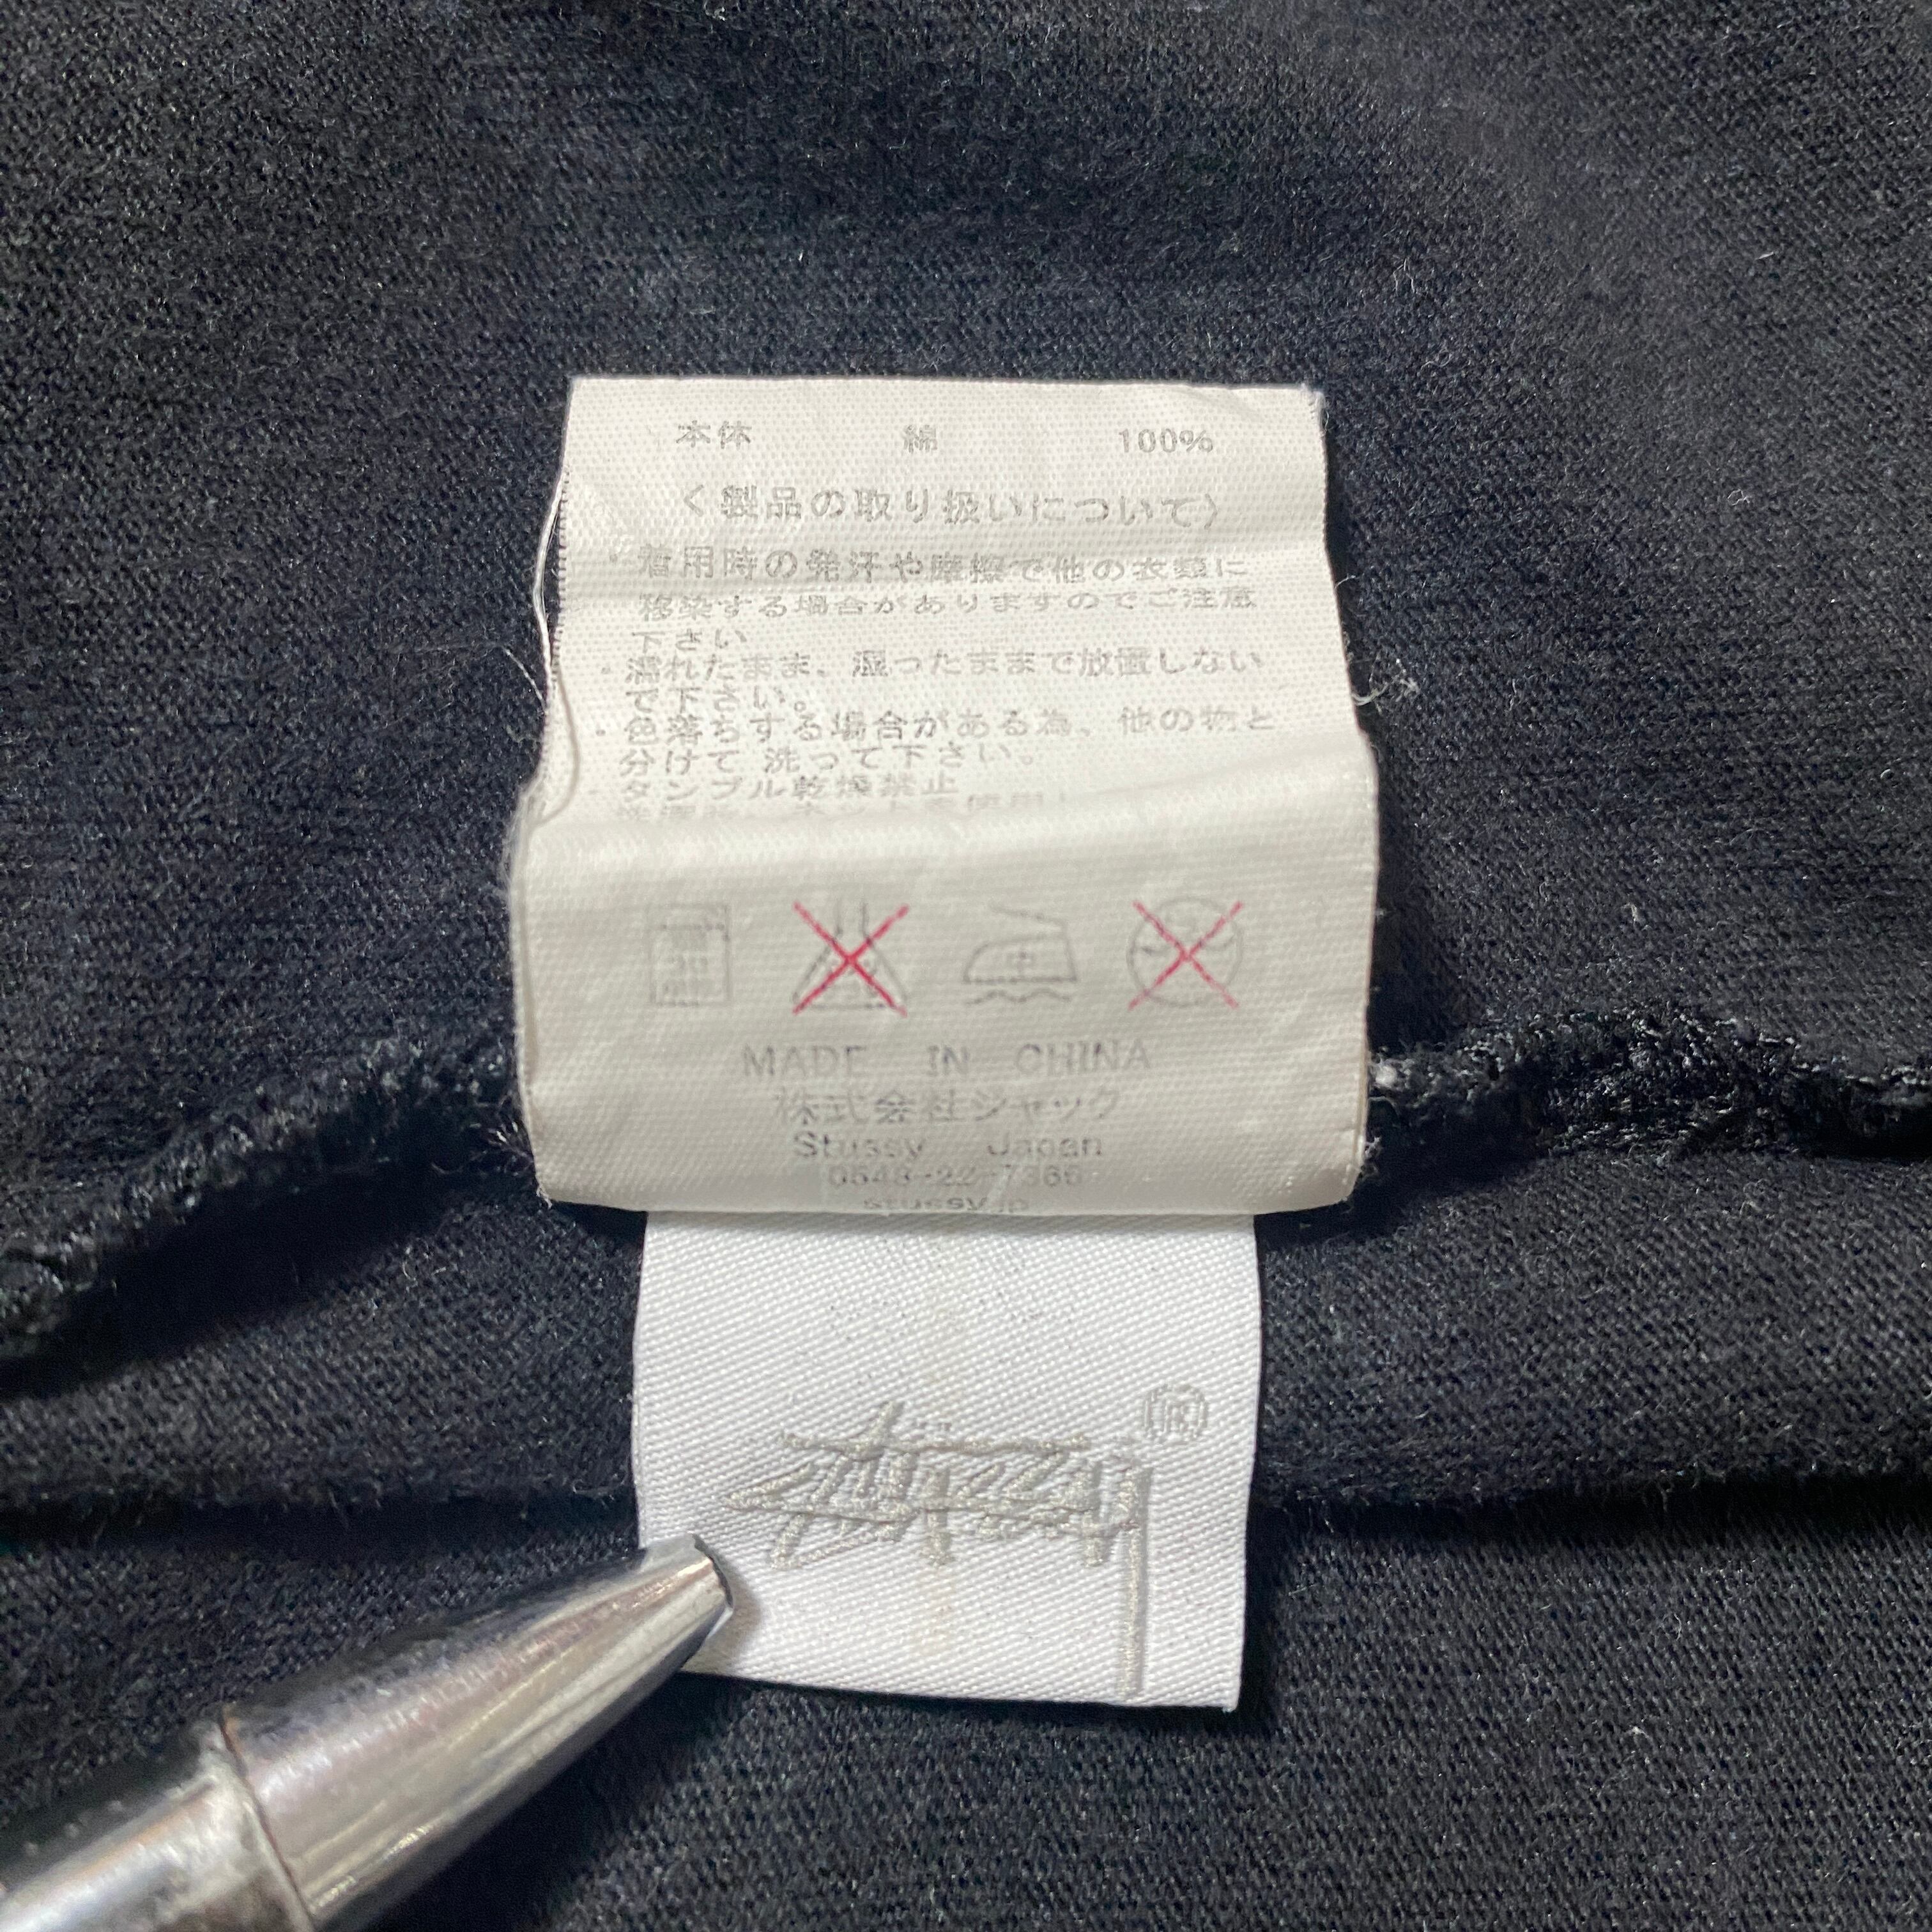 本体 綿 100%
〈製品の取り扱いについて〉
・着用時の発汗や摩擦で他の衣類に
移染する場合がありますのでご注意
下さい
・濡れたまま、湿ったままで放置しない
で下さい。
・色落ちする場合がある為、他の物と
分けて洗って下さい。
・タンブル乾燥禁止
MADE IN CHINA
株式会社ジャック
Stussy Japan
0548-22-7366
stussy.jp
®